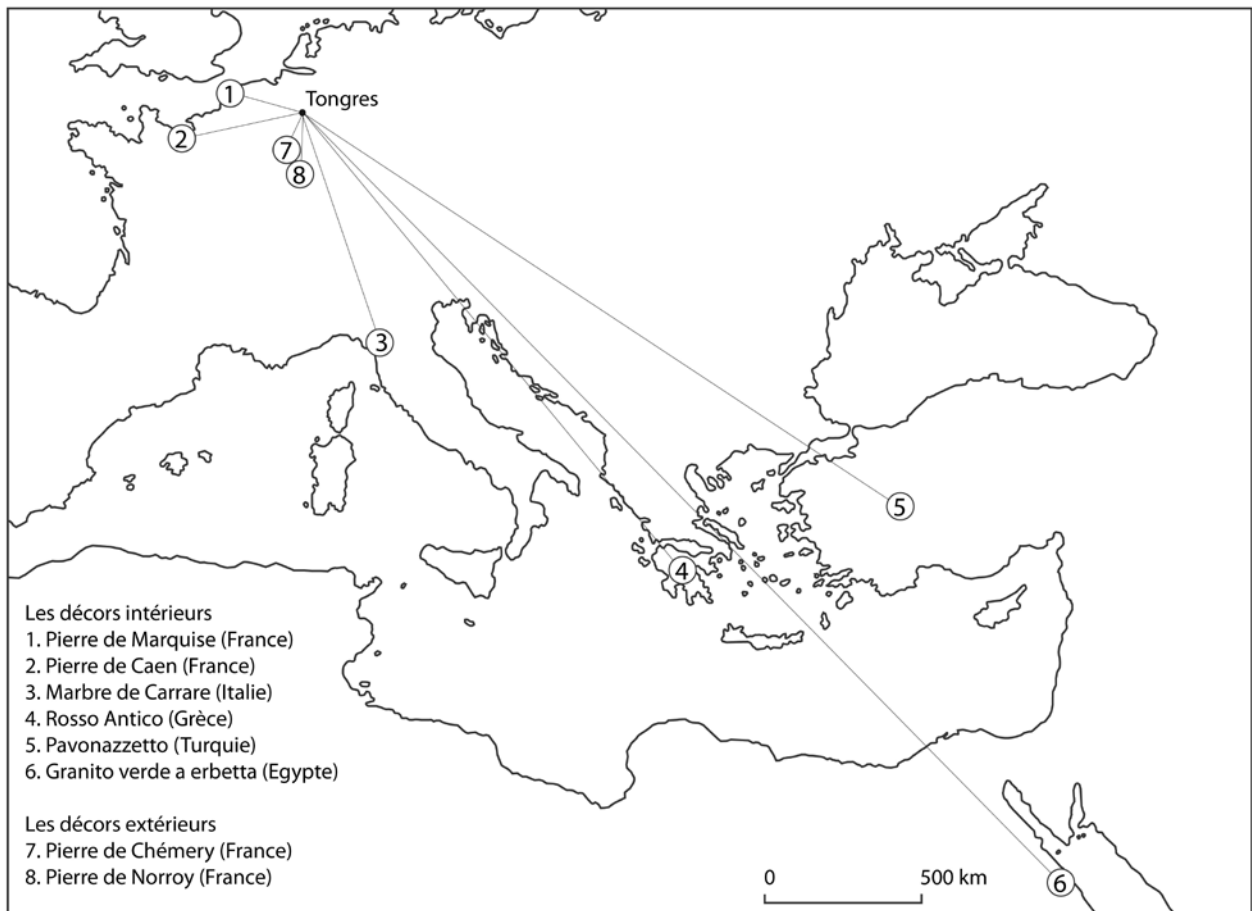 1
Tongres
2
7
8
3
5
4
Les décors intérieurs
1. Pierre de Marquise (France)
2. Pierre de Caen (France)
3. Marbre de Carrare (Italie)
4. Rosso Antico (Grèce)
5. Pavonazzetto (Turquie)
6. Granito verde a erbetta (Egypte)
Les décors extérieurs
7. Pierre de Chémery (France)
8. Pierre de Norroy (France)
0 500 km
6